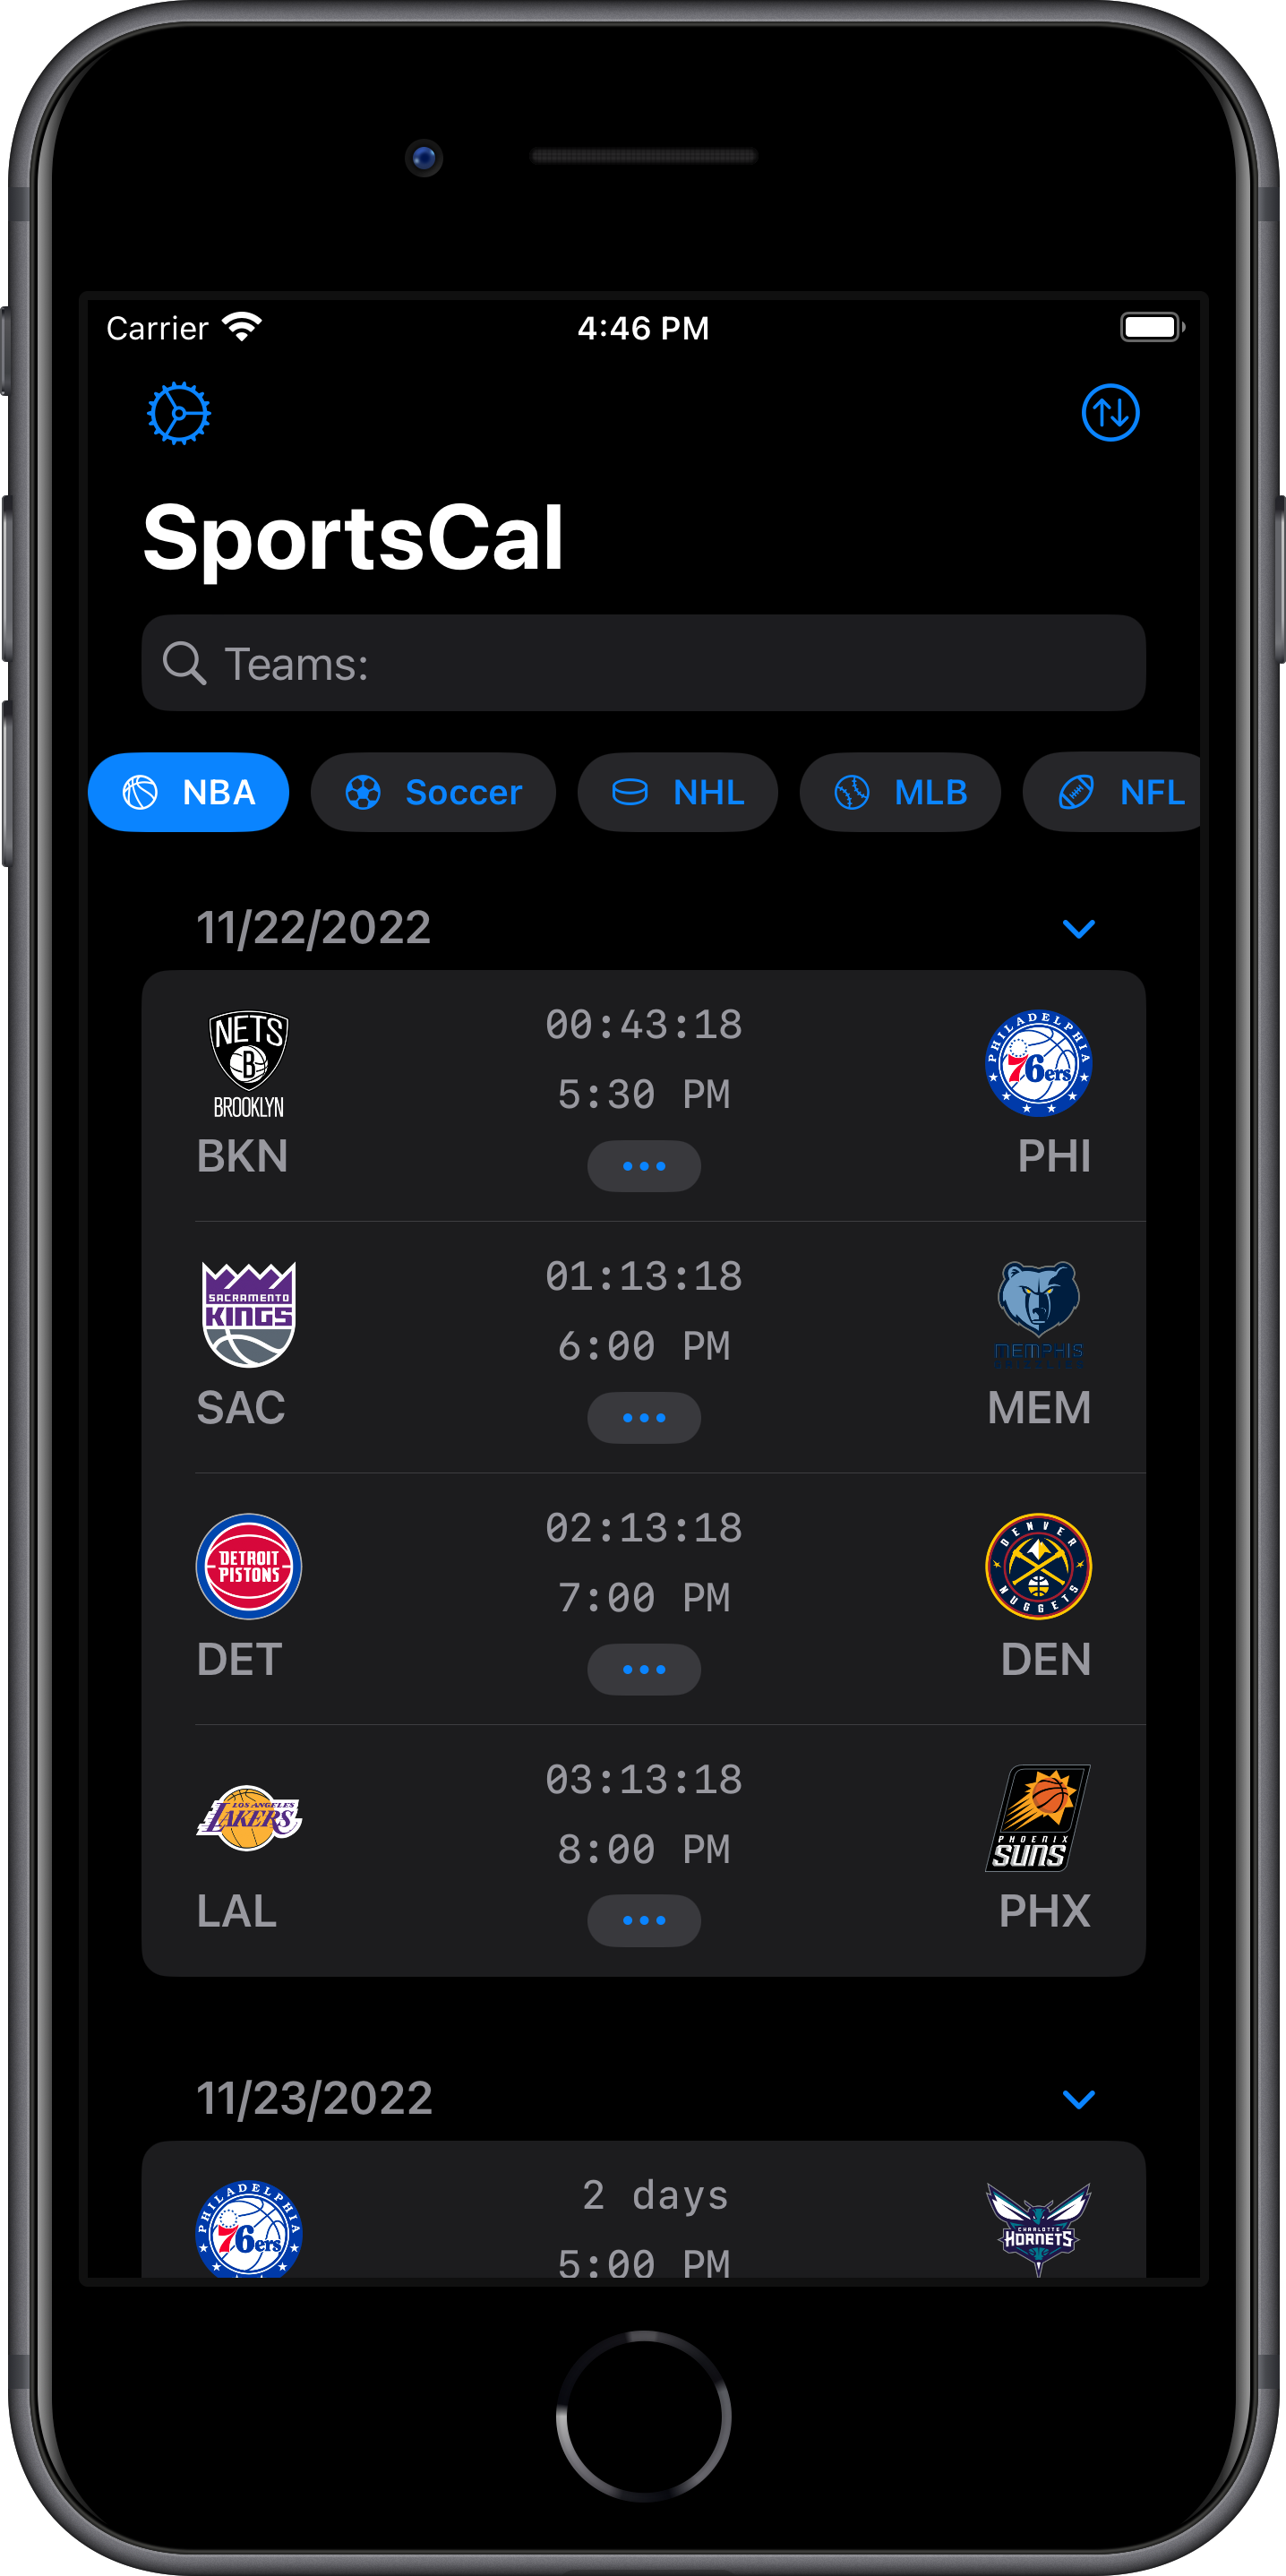 Carrier 4:46 PM
SportsCal
Teams:
NBA Soccer NHL MLB NFL
11/22/2022
NETS B BROOKLYN
00:43:18
PHILADELPHIA 76ers
5:30 PM
BKN PHI
SACRAMENTO KINGS
01:13:18
MEMPHIS
6:00 PM
SAC MEM
DETROIT PISTONS
02:13:18
DENVER NUGGETS
7:00 PM
DET DEN
LOS ANGELES LAKERS
03:13:18
PHOENIX SUNS
8:00 PM
LAL PHX
11/23/2022
PHILADELPHIA 76ers
2 days
CHARLOTTE HORNETS
5:00 PM